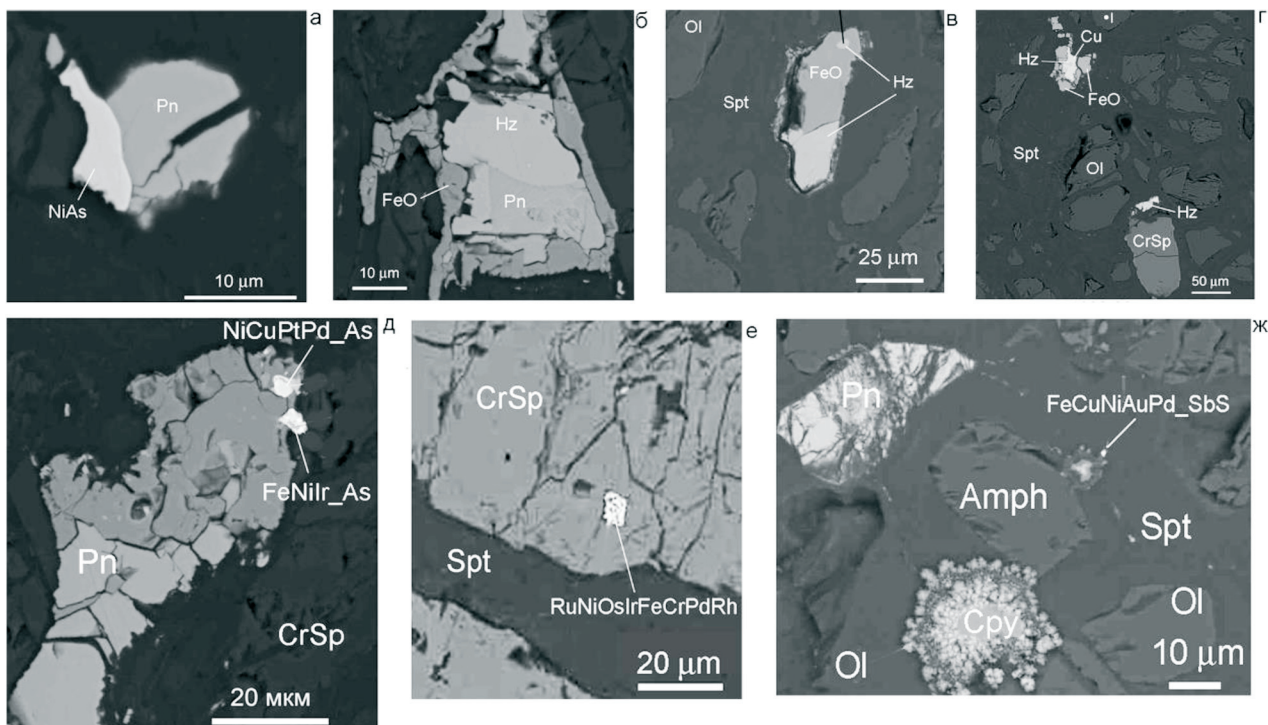 а
Pn
NiAs
10 µm
б
Hz
FeO
Pn
10 µm
в
Ol
FeO
Hz
Spt
25 µm
г
I
Cu
Hz
FeO
Spt
Ol
Hz
CrSp
50 µm
д
NiCuPtPd_As
FeNiIr_As
Pn
CrSp
20 мкм
е
CrSp
Spt
RuNiOsIrFeCrPdRh
20 µm
ж
Pn
FeCuNiAuPd_SbS
Amph
Spt
Ol
Cpy
Ol
10 µm